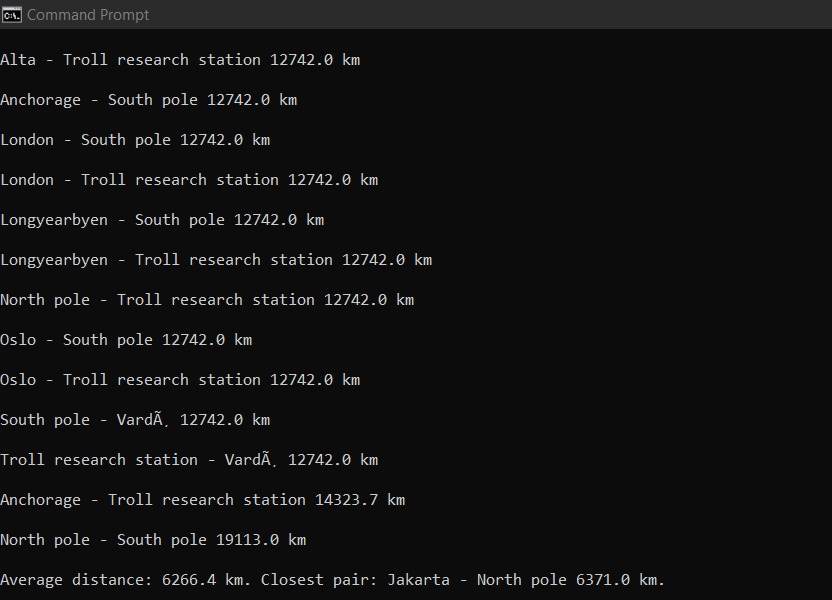 Command Prompt
Alta - Troll research station 12742.0 km
Anchorage - South pole 12742.0 km
London - South pole 12742.0 km
London - Troll research station 12742.0 km
Longyearbyen - South pole 12742.0 km
Longyearbyen - Troll research station 12742.0 km
North pole - Troll research station 12742.0 km
Oslo - South pole 12742.0 km
Oslo - Troll research station 12742.0 km
South pole - VardÃ¸ 12742.0 km
Troll research station - VardÃ¸ 12742.0 km
Anchorage - Troll research station 14323.7 km
North pole - South pole 19113.0 km
Average distance: 6266.4 km. Closest pair: Jakarta - North pole 6371.0 km.